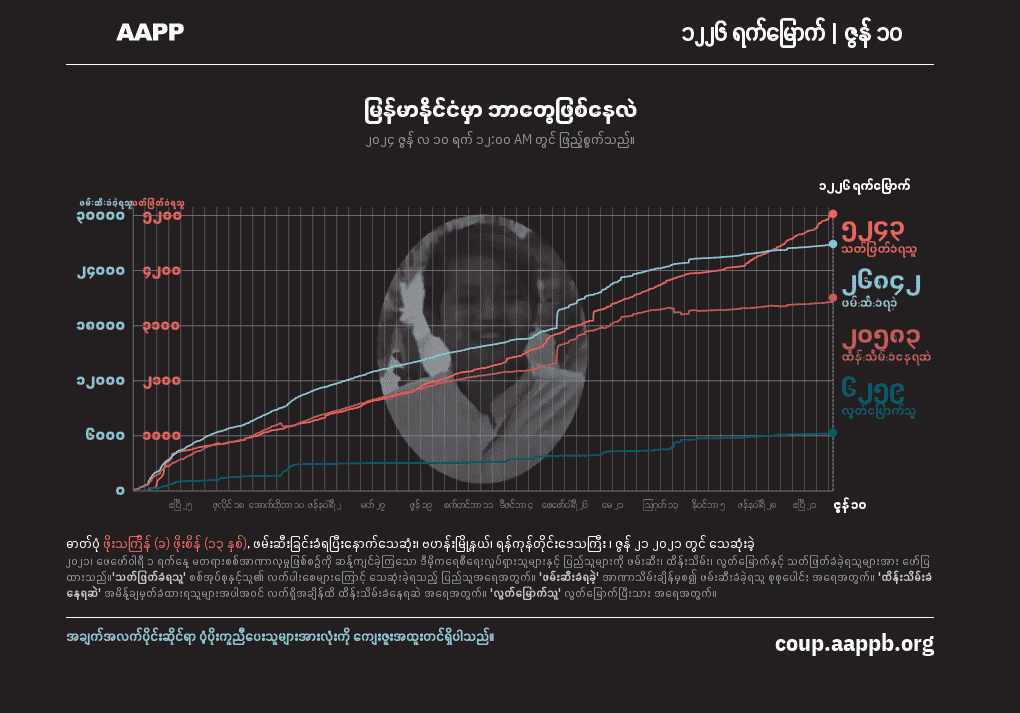 AAPP
၁၂၂၆ ရက်မြောက် | ဇွန် ၁၀
မြန်မာနိုင်ငံမှာ ဘာတွေဖြစ်နေလဲ
၂၀၂၄ ဇွန် လ ၁၀ ရက် ၁၂:၀၀ AM တွင် ဖြည့်စွက်သည်။
၁၂၂၆ ရက်မြောက်
ဖမ်းဆီးခံခဲ့ရသူ သတ်ဖြတ်ခံရသူ
၃၀၀၀၀ ၅၂၀၀
၅၂၄၃
သတ်ဖြတ်ခံရသူ
၂၄၀၀၀ ၄၂၀၀
၂၆၈၄၂
ဖမ်းဆီးခံရခဲ့
၁၈၀၀၀ ၃၁၀၀
၂၀၅၈၃
ထိန်းသိမ်းခံနေရဆဲ
၁၂၀၀၀ ၂၁၀၀
၆၂၅၉
လွတ်မြောက်သူ
၆၀၀၀ ၁၀၀၀
၀
ဧပြီ ၂၅ ဇူလိုင် ၁၈ အောက်တိုဘာ ၁၀ ဇန်နဝါရီ ၂ မတ် ၂၇ ဇွန် ၁၉ စက်တင်ဘာ ၁၁ ဒီဇင်ဘာ ၄ ဖေဖော်ဝါရီ ၂၆ မေ ၂၁ ဩဂုတ် ၁၃ နိုဝင်ဘာ ၅ ဇန်နဝါရီ ၂၈ ဧပြီ ၂၁ ဇွန် ၁၀
ဓာတ်ပုံ ဖိုးသင်္ကြန် (ခ) ဖိုးစိန် (၁၃ နှစ်), ဖမ်းဆီးခြင်းခံရပြီးနောက်သေဆုံး၊ ဗဟန်းမြို့နယ်၊ ရန်ကုန်တိုင်းဒေသကြီး ၊ ဇွန် ၂၁ ၂၀၂၁ တွင် သေဆုံးခဲ့
၂၀၂၁၊ ဖေဖော်ဝါရီ ၁ ရက်နေ့ မတရားစစ်အာဏာလုမှုဖြစ်စဉ်ကို ဆန့်ကျင်ခဲ့ကြသော ဒီမိုကရေစီရေးလှုပ်ရှားသူများနှင့် ပြည်သူများကို ဖမ်းဆီး၊ ထိန်းသိမ်း၊ လွတ်မြောက်နှင့် သတ်ဖြတ်ခံခဲ့ရသူများအား ဖော်ပြ
ထားသည်။'သတ်ဖြတ်ခံရသူ' စစ်အုပ်စုနှင့်သူ၏ လက်ပါးစေများကြောင့် သေဆုံးခဲ့ရသည့် ပြည်သူအရေအတွက်။ 'ဖမ်းဆီးခံရခဲ့' အာဏာသိမ်းချိန်မှစ၍ ဖမ်းဆီးခံခဲ့ရသူ စုစုပေါင်း အရေအတွက်။ 'ထိန်းသိမ်းခံ
နေရဆဲ' အမိန့်ချမှတ်ခံထားရသူများအပါအဝင် လက်ရှိအချိန်ထိ ထိန်းသိမ်းခံနေရဆဲ အရေအတွက်။ 'လွတ်မြောက်သူ' လွတ်မြောက်ပြီးသား အရေအတွက်။
အချက်အလက်ပိုင်းဆိုင်ရာ ပံ့ပိုးကူညီပေးသူများအားလုံးကို ကျေးဇူးအထူးတင်ရှိပါသည်။
coup.aappb.org